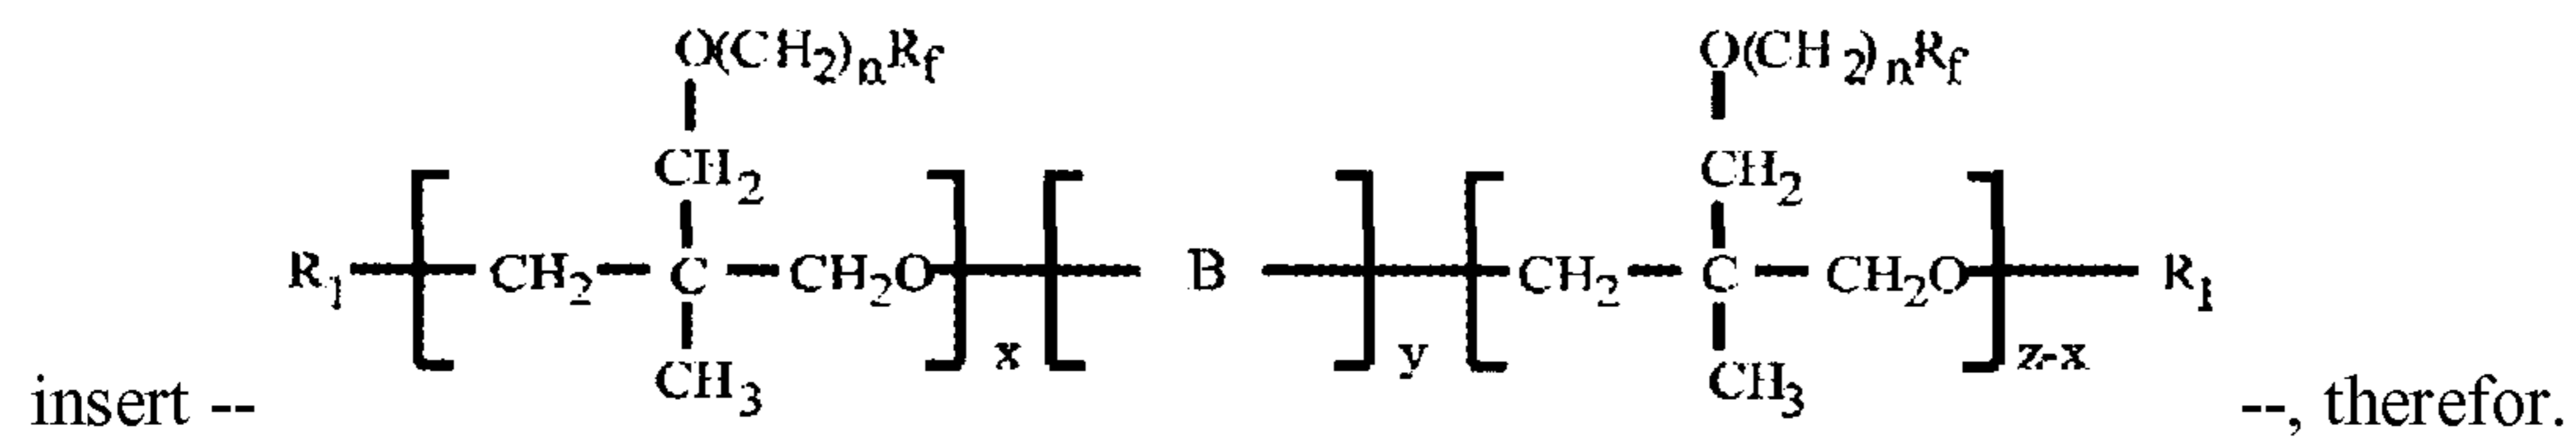 O(CH2)nRf O(CH2)nRf
CH2 CH2
R1 CH2 C CH2O x B y CH2 C CH2O z-x R1
CH3 CH3
insert -- --, therefor.